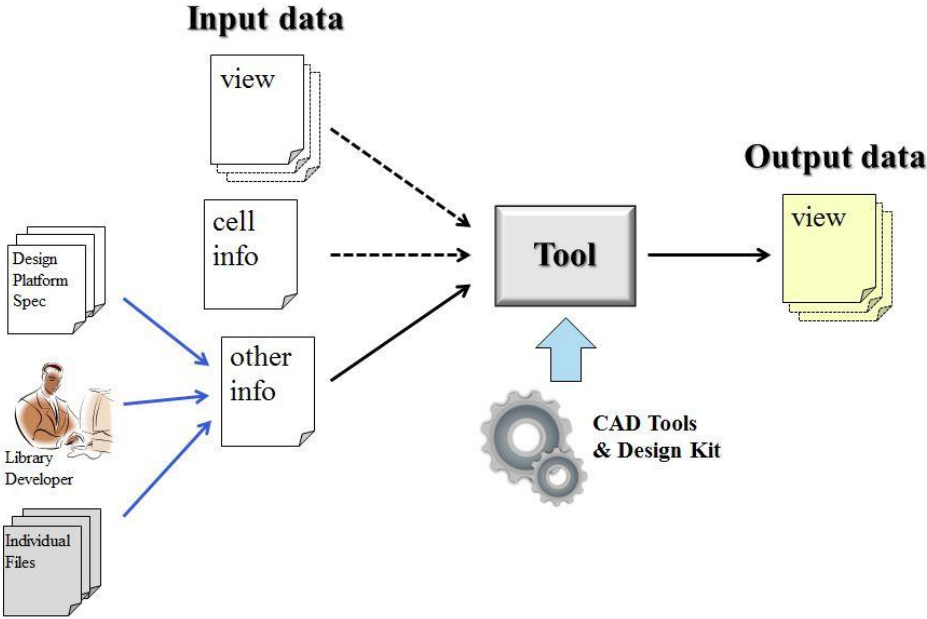 Input data
view
Output data
cell
info
view
Tool
Design
Platform
Spec
other
info
CAD Tools
& Design Kit
Library
Developer
Individual
Files